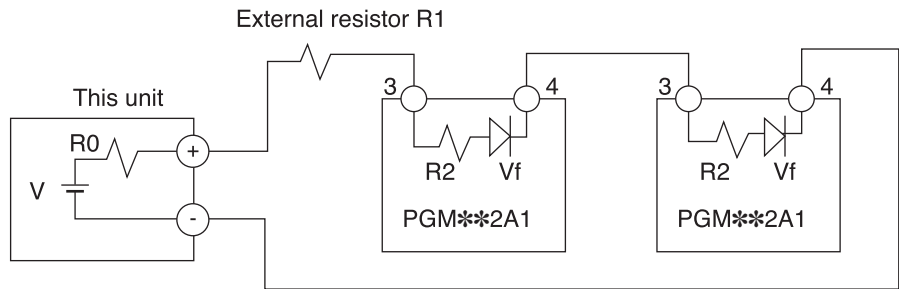 External resistor R1
This unit
R0
+
V
-
3
4
R2
Vf
PGM✽✽2A1
3
4
R2
Vf
PGM✽✽2A1